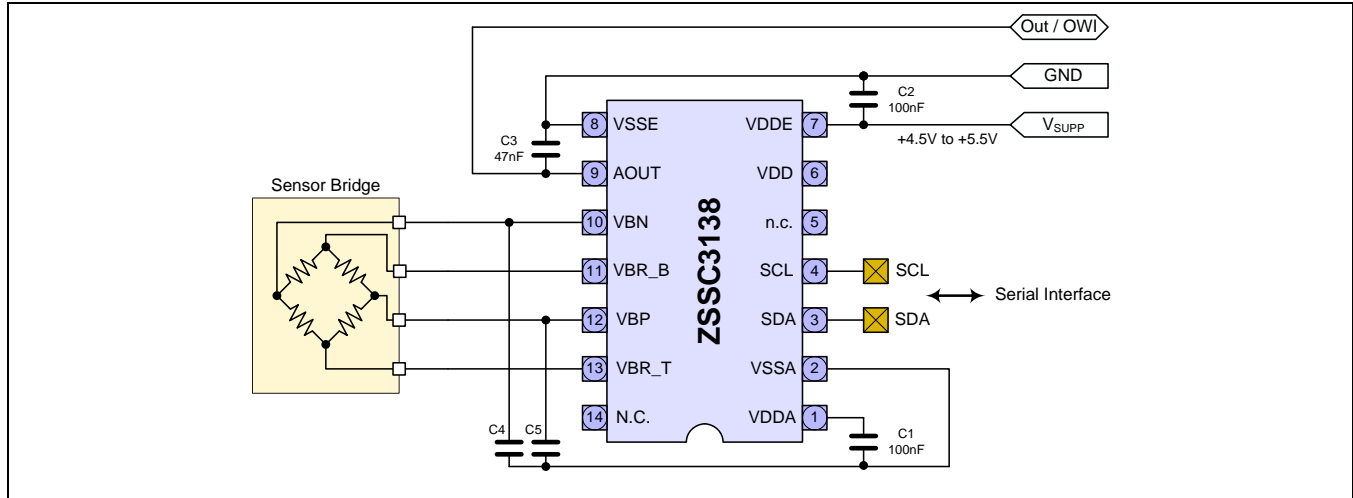 Out / OWI
GND
C2
100nF
VSUPP
+4.5V to +5.5V
C3
47nF
Sensor Bridge
ZSSC3138
8 VSSE
VDDE 7
9 AOUT
VDD 6
10 VBN
n.c. 5
11 VBR_B
SCL 4
SCL
Serial Interface
12 VBP
SDA 3
SDA
13 VBR_T
VSSA 2
14 N.C.
VDDA 1
C4
C5
C1
100nF